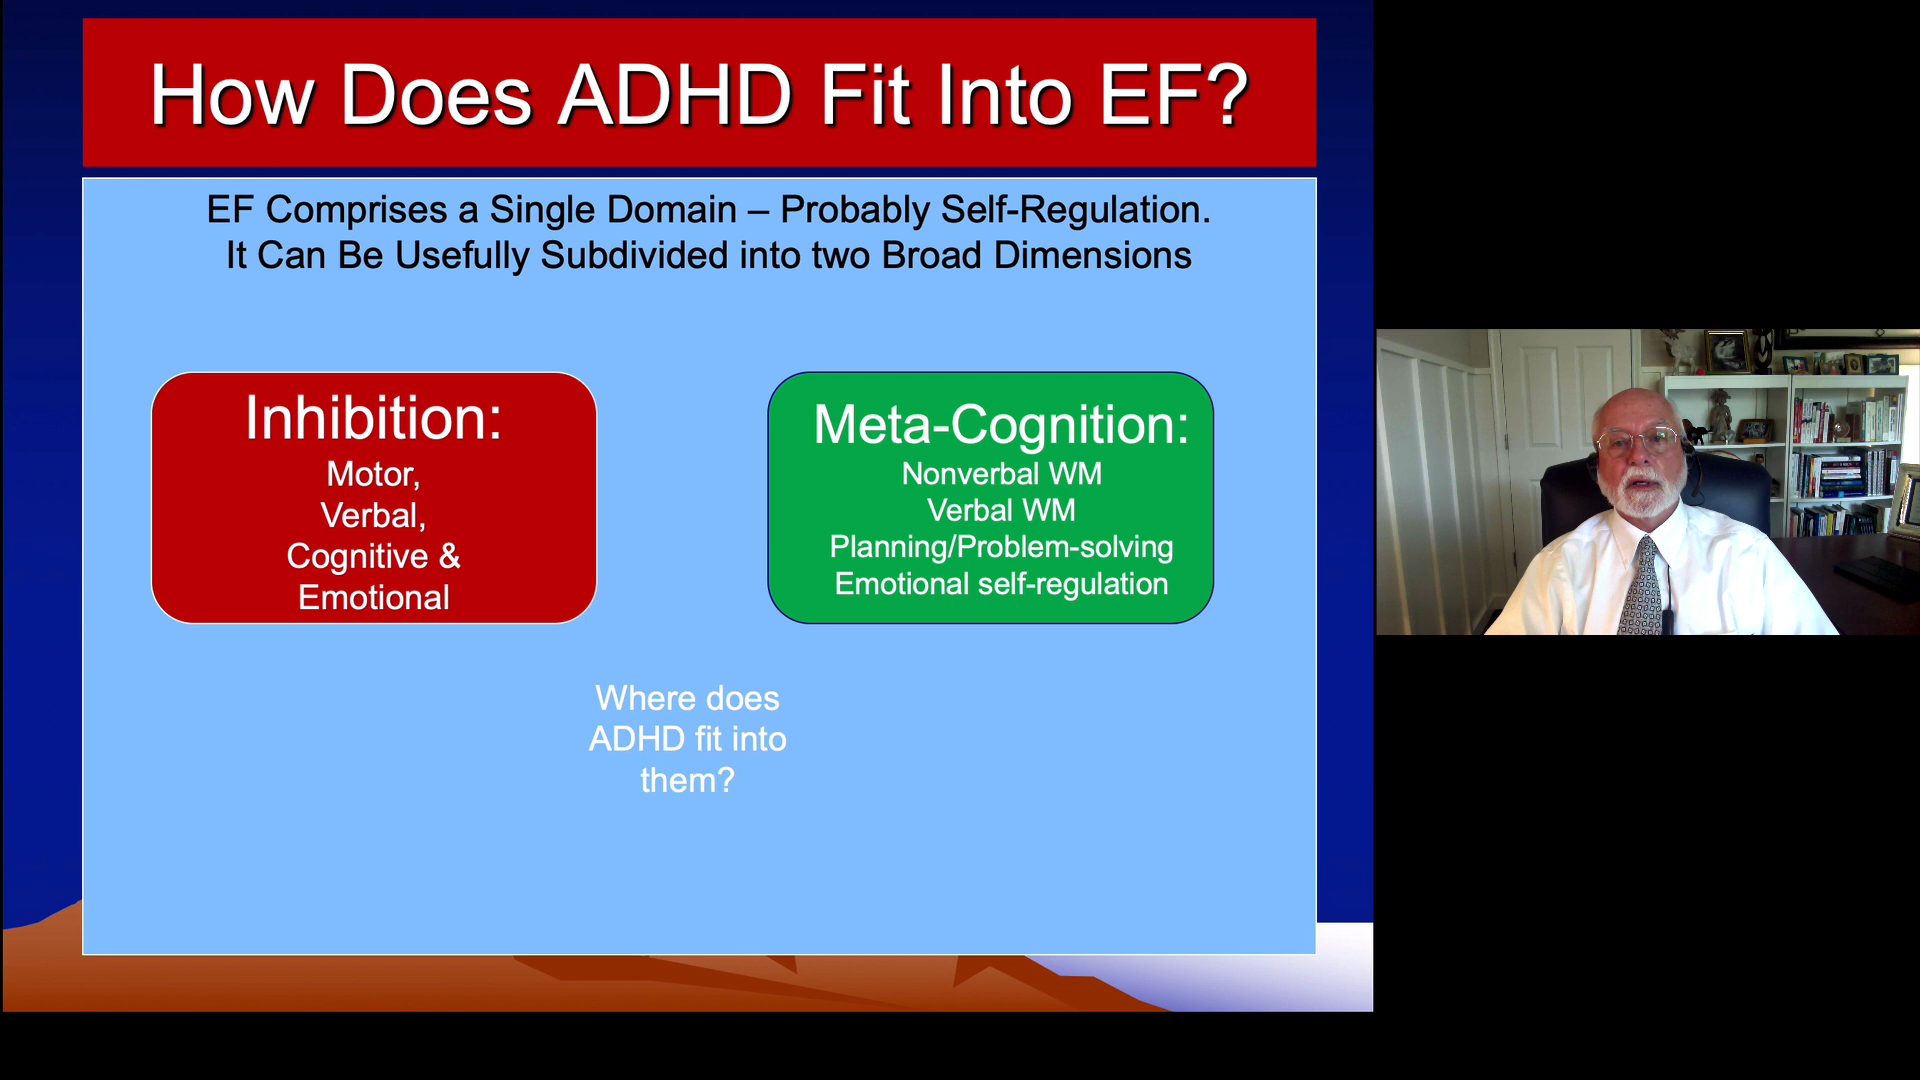 How Does ADHD Fit Into EF?
EF Comprises a Single Domain – Probably Self-Regulation.
It Can Be Usefully Subdivided into two Broad Dimensions
Inhibition:
Motor,
Verbal,
Cognitive &
Emotional
Meta-Cognition:
Nonverbal WM
Verbal WM
Planning/Problem-solving
Emotional self-regulation
Where does
ADHD fit into
them?